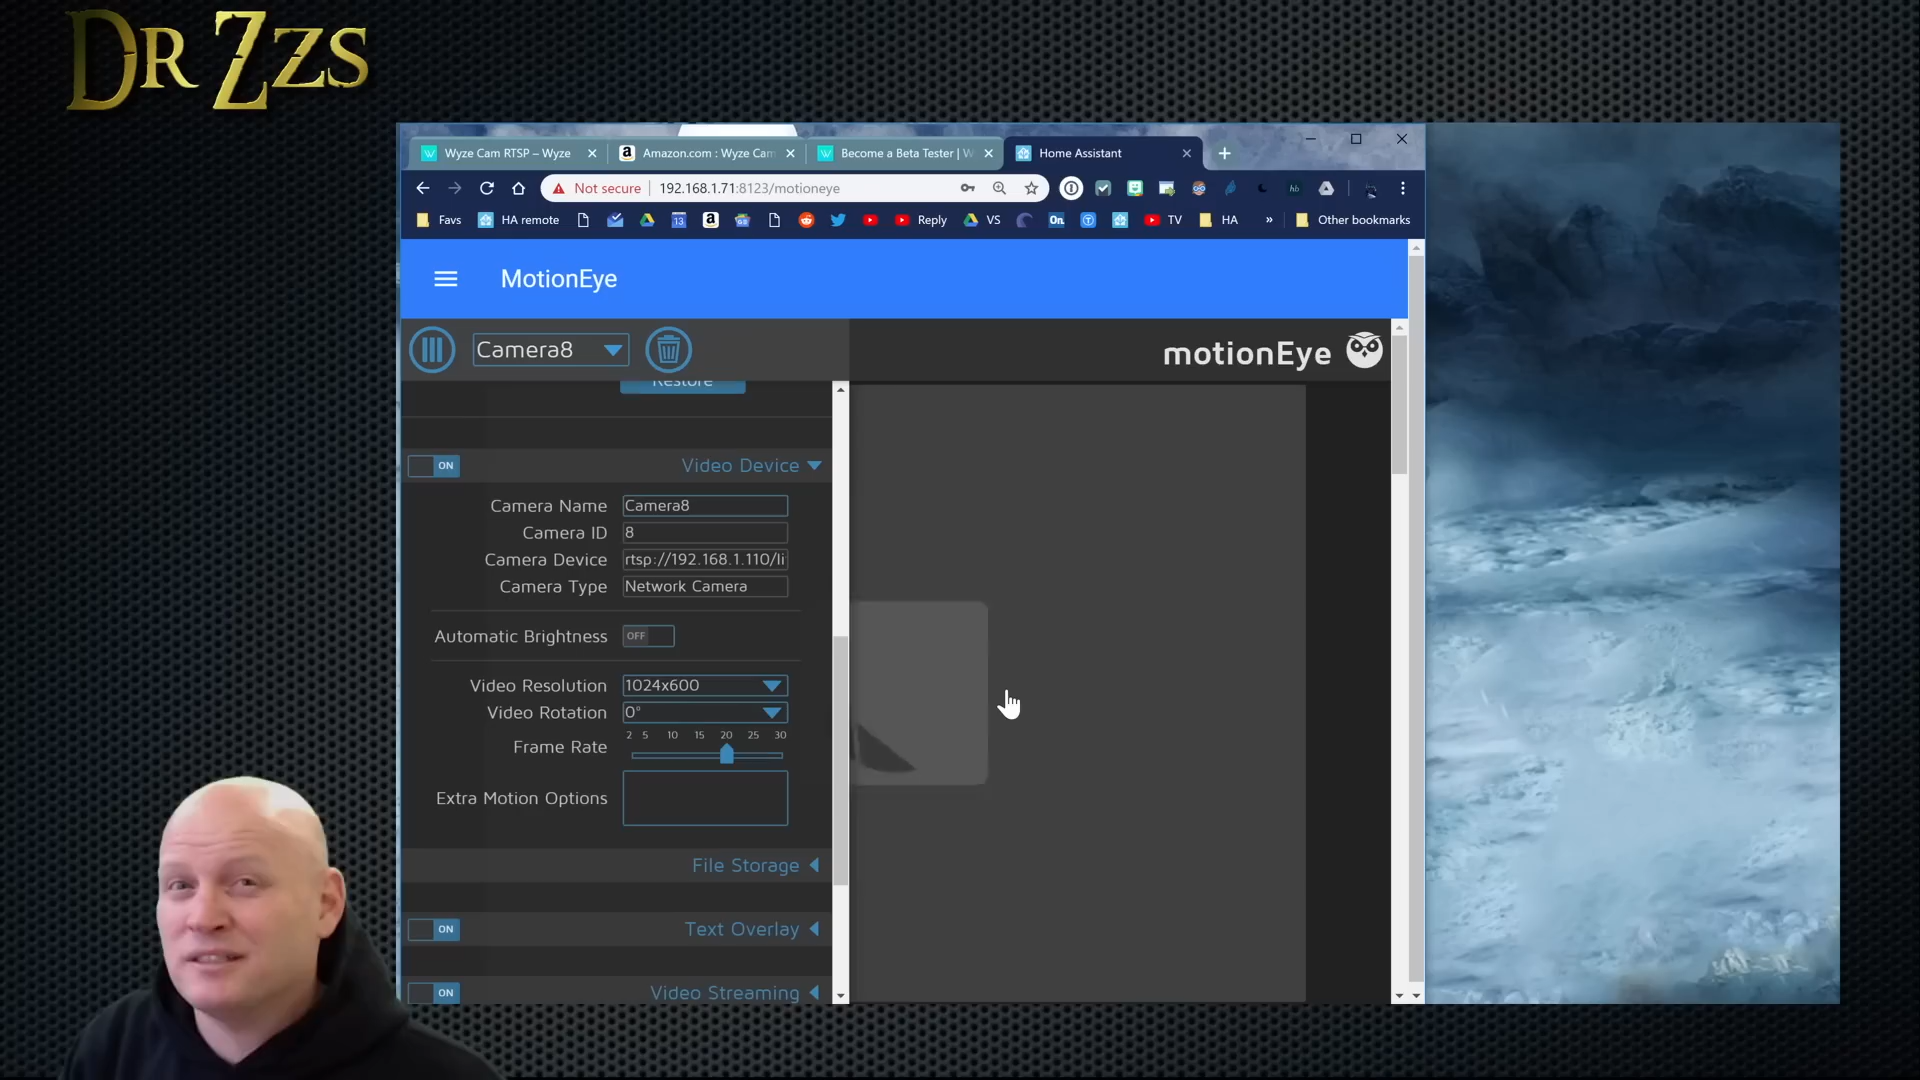 DR ZZS
Wyze Cam RTSP – Wyze
Amazon.com : Wyze Cam
Become a Beta Tester | W
Home Assistant
Not secure
192.168.1.71:8123/motioneye
Favs
HA remote
13
Reply
VS
On
TV
HA
»
Other bookmarks
hb
MotionEye
Camera8
motionEye
Restore
ON
Video Device
Camera Name
Camera8
Camera ID
8
Camera Device
rtsp://192.168.1.110/li
Camera Type
Network Camera
Automatic Brightness
OFF
Video Resolution
1024x600
Video Rotation
0°
2 5 10 15 20 25 30
Frame Rate
Extra Motion Options
File Storage
ON
Text Overlay
ON
Video Streaming